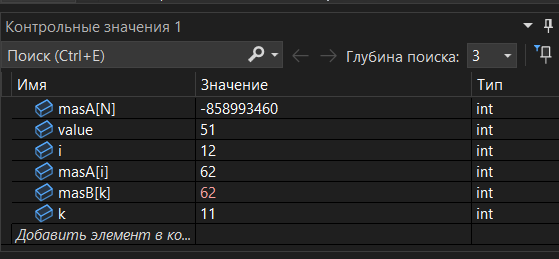 Контрольные значения 1
Поиск (Ctrl+E) Глубина поиска: 3
Имя Значение Тип
masA[N] -858993460 int
value 51 int
i 12 int
masA[i] 62 int
masB[k] 62 int
k 11 int
Добавить элемент в ко...